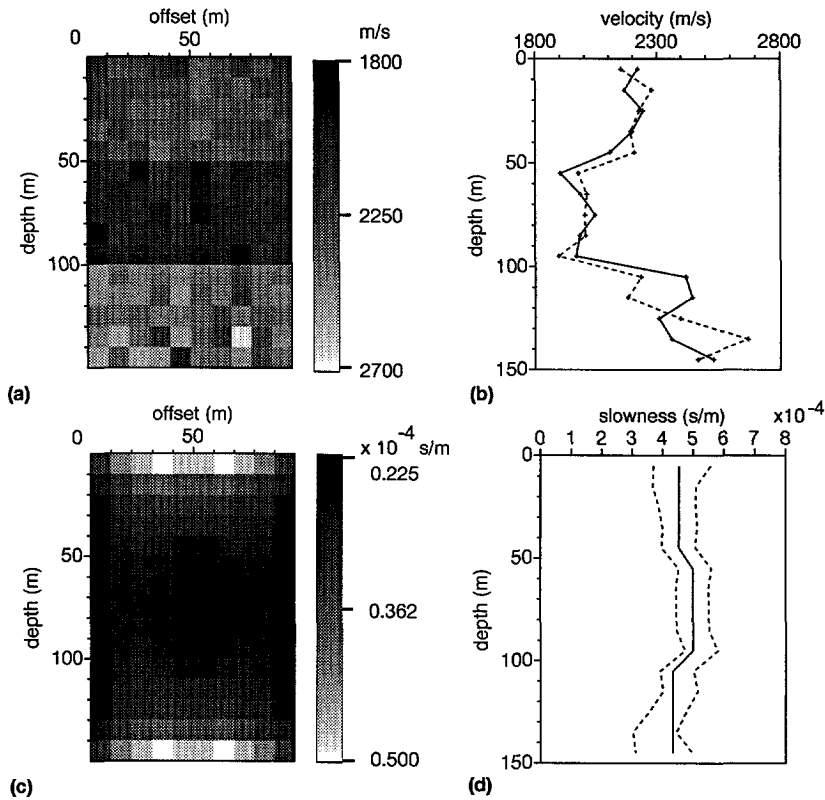 offset (m)
0 50
m/s
1800
2250
2700
depth (m)
50
100
(a)
velocity (m/s)
1800 2300 2800
0
50
100
150
depth (m)
(b)
offset (m)
0 50
x 10-4 s/m
0.225
0.362
0.500
depth (m)
50
100
(c)
slowness (s/m) x10-4
0 1 2 3 4 5 6 7 8
0
50
100
150
depth (m)
(d)